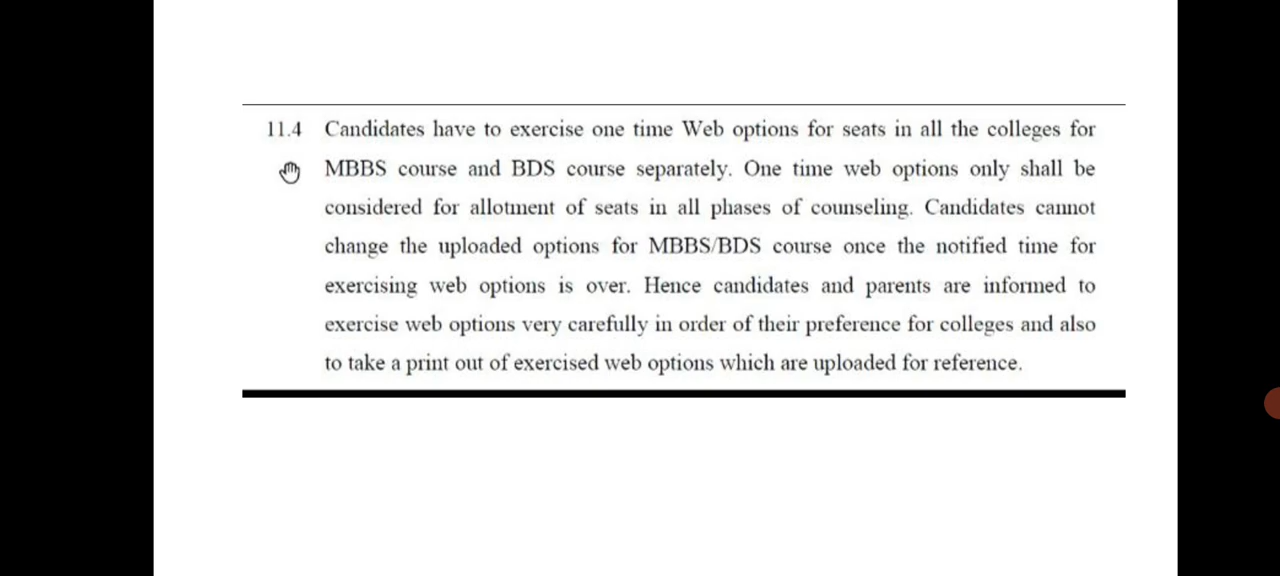 11.4 Candidates have to exercise one time Web options for seats in all the colleges for
MBBS course and BDS course separately. One time web options only shall be
considered for allotment of seats in all phases of counseling. Candidates cannot
change the uploaded options for MBBS/BDS course once the notified time for
exercising web options is over. Hence candidates and parents are informed to
exercise web options very carefully in order of their preference for colleges and also
to take a print out of exercised web options which are uploaded for reference.